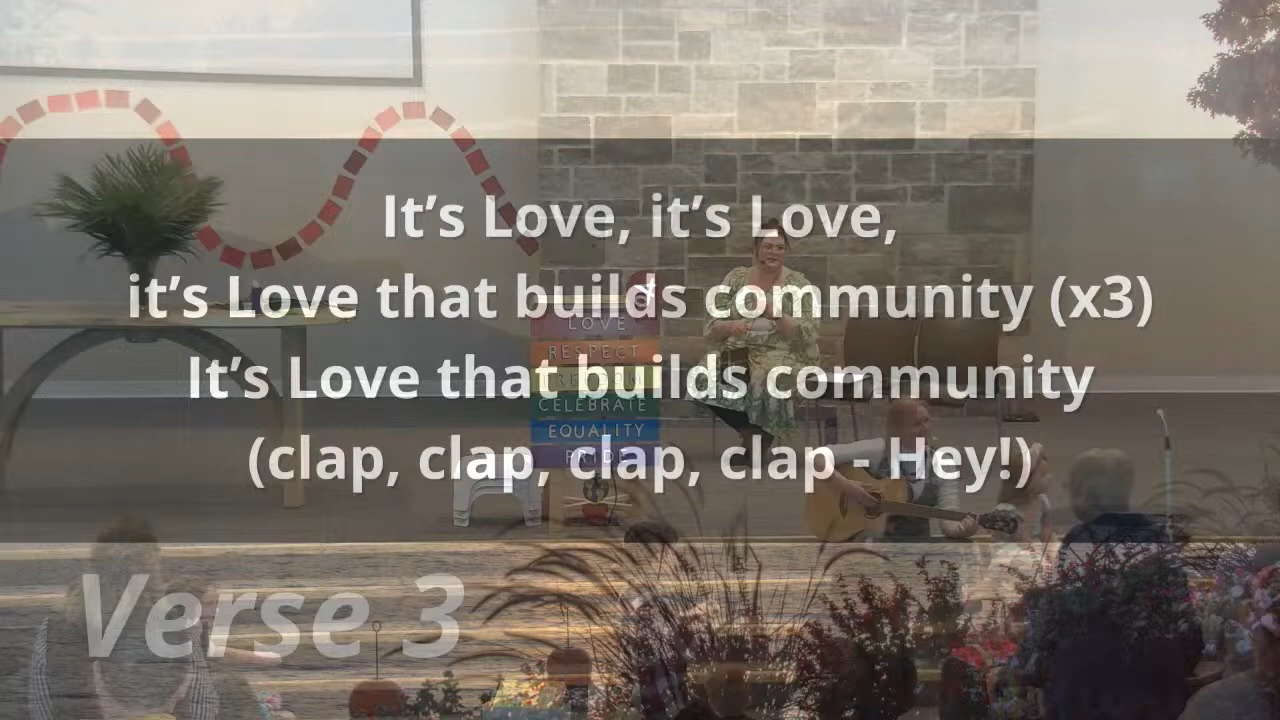 It’s Love, it’s Love,
it’s Love that builds community (x3)
It’s Love that builds community
(clap, clap, clap, clap - Hey!)
LOVE
RESPECT
CELEBRATE
EQUALITY
PRIDE
Verse 3